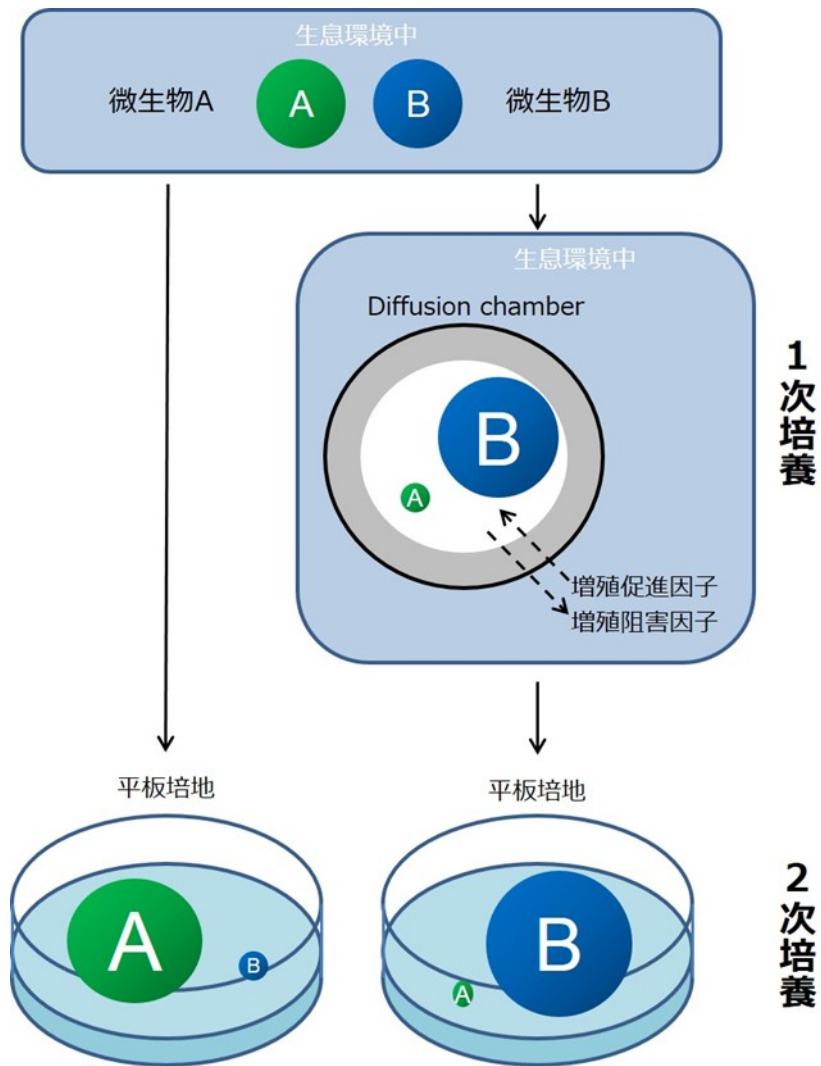 生息環境中
微生物A
A
B
微生物B
生息環境中
Diffusion chamber
B
A
増殖促進因子
増殖阻害因子
1次培養
平板培地
平板培地
A
B
B
A
2次培養